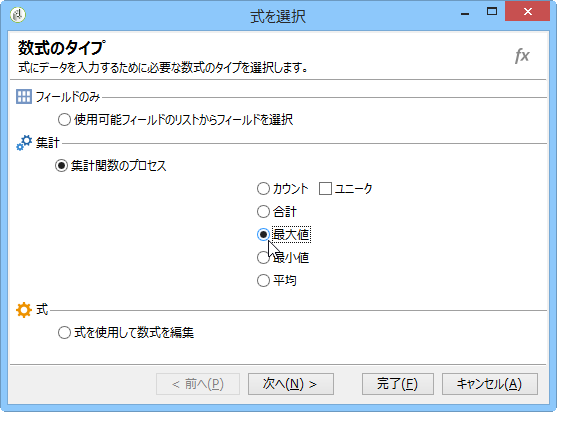 式を選択
数式のタイプ
式にデータを入力するために必要な数式のタイプを選択します。
fx
フィールドのみ
使用可能フィールドのリストからフィールドを選択
集計
集計関数のプロセス
カウント ユニーク
合計
最大値
最小値
平均
式
式を使用して数式を編集
< 前へ(P) 次へ(N) > 完了(F) キャンセル(A)